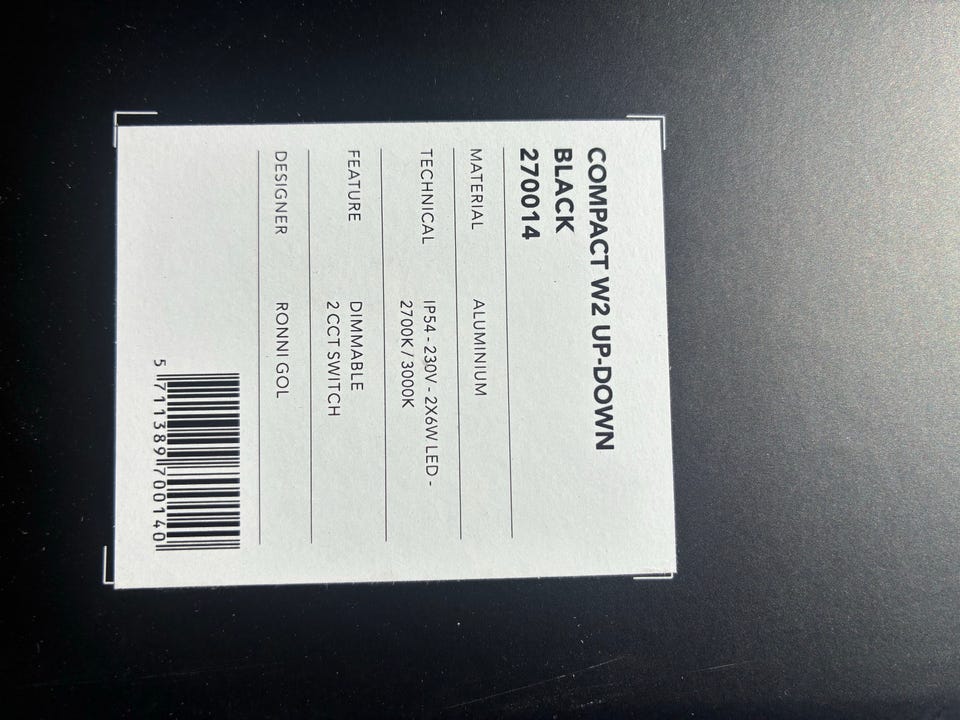 COMPACT W2 UP-DOWN
BLACK
270014
MATERIAL ALUMINIUM
TECHNICAL IP54 - 230V - 2X6W LED -
2700K / 3000K
FEATURE DIMMABLE
2 CCT SWITCH
DESIGNER RONNI GOL
5 711389 700140